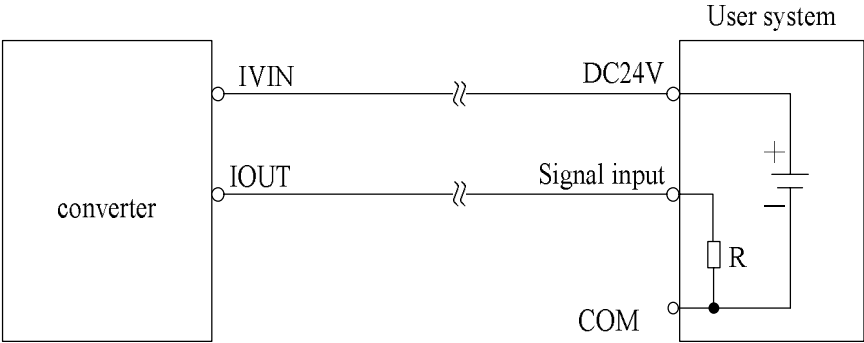 User system
IVIN
DC24V
+
IOUT
Signal input
converter
R
COM